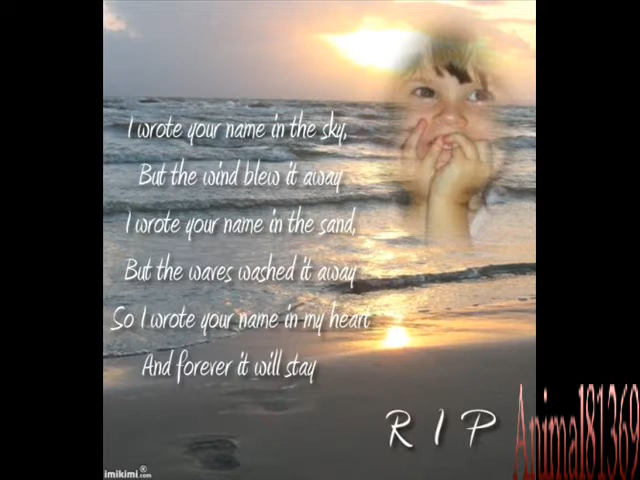 I wrote your name in the sky,
But the wind blew it away
I wrote your name in the sand,
But the waves washed it away
So I wrote your name in my heart
And forever it will stay
R I P
Animal81369
imikimi.com